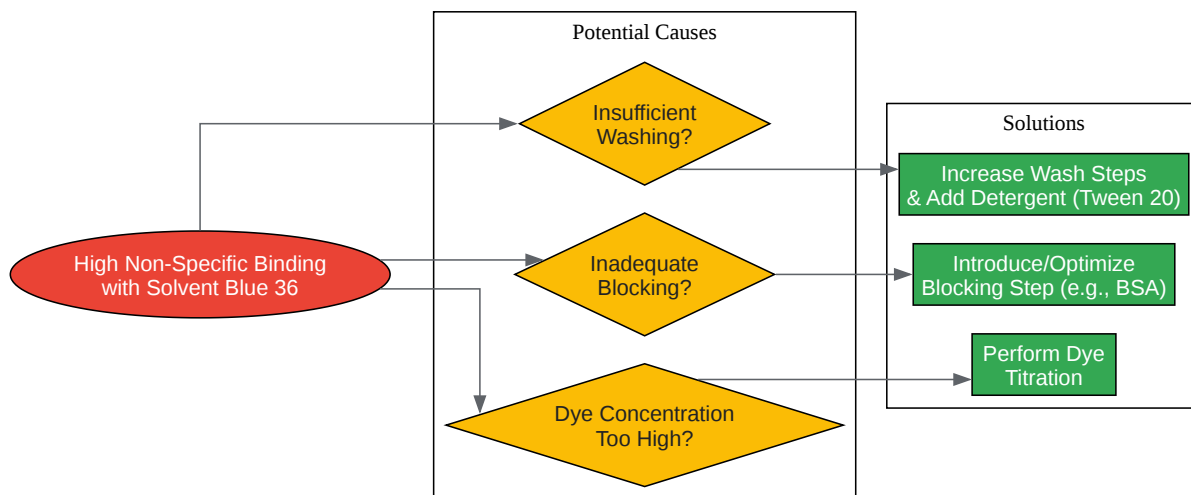 Potential Causes
Insufficient
Washing?
Solutions
Increase Wash Steps
& Add Detergent (Tween 20)
High Non-Specific Binding
with Solvent Blue 36
Inadequate
Blocking?
Introduce/Optimize
Blocking Step (e.g., BSA)
Perform Dye
Titration
Dye Concentration
Too High?